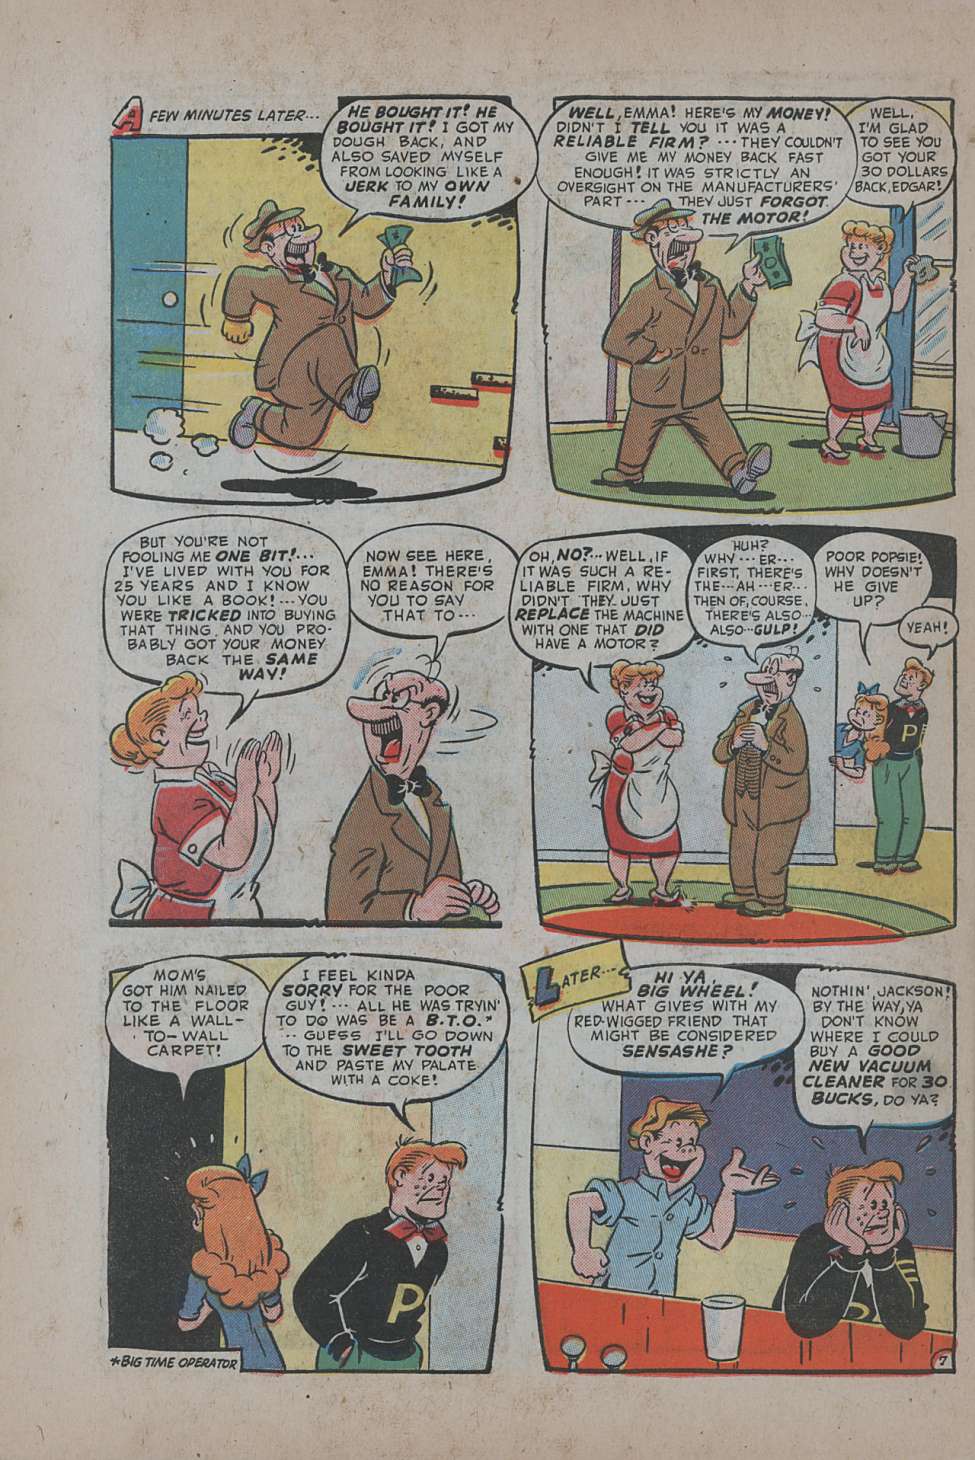 A FEW MINUTES LATER...
HE BOUGHT IT! HE
BOUGHT IT! I GOT MY
DOUGH BACK, AND
ALSO SAVED MYSELF
FROM LOOKING LIKE A
JERK TO MY OWN
FAMILY!
WELL, EMMA! HERE'S MY MONEY!
DIDN'T I TELL YOU IT WAS A
RELIABLE FIRM? --- THEY COULDN'T
GIVE ME MY MONEY BACK FAST
ENOUGH! IT WAS STRICTLY AN
OVERSIGHT ON THE MANUFACTURERS'
PART --- THEY JUST FORGOT
THE MOTOR!
WELL,
I'M GLAD
TO SEE YOU
GOT YOUR
30 DOLLARS
BACK, EDGAR!
BUT YOU'RE NOT
FOOLING ME ONE BIT!...
I'VE LIVED WITH YOU FOR
25 YEARS AND I KNOW
YOU LIKE A BOOK! --- YOU
WERE TRICKED INTO BUYING
THAT THING, AND YOU PRO-
BABLY GOT YOUR MONEY
BACK THE SAME
WAY!
NOW SEE HERE,
EMMA! THERE'S
NO REASON FOR
YOU TO SAY
THAT TO ---
OH, NO?-- WELL, IF
IT WAS SUCH A RE-
LIABLE FIRM, WHY
DIDN'T THEY JUST
REPLACE THE MACHINE
WITH ONE THAT DID
HAVE A MOTOR?
HUH?
WHY --- ER---
FIRST, THERE'S
THE---AH---ER---
THEN OF, COURSE,
THERE'S ALSO--
ALSO--GULP!
POOR POPSIE!
WHY DOESN'T
HE GIVE
UP?
YEAH!
P
MOM'S
GOT HIM NAILED
TO THE FLOOR
LIKE A WALL-
-TO-WALL
CARPET!
I FEEL KINDA
SORRY FOR THE POOR
GUY! --- ALL HE WAS TRYIN'
TO DO WAS BE A B.T.O.*
-- GUESS I'LL GO DOWN
TO THE SWEET TOOTH
AND PASTE MY PALATE
WITH A COKE!
P
*BIG TIME OPERATOR
LATER---
HI YA,
BIG WHEEL!
WHAT GIVES WITH MY
RED-WIGGED FRIEND THAT
MIGHT BE CONSIDERED
SENSASHE?
NOTHIN', JACKSON!
BY THE WAY, YA
DON'T KNOW
WHERE I COULD
BUY A GOOD
NEW VACUUM
CLEANER FOR 30
BUCKS, DO YA?
P
7